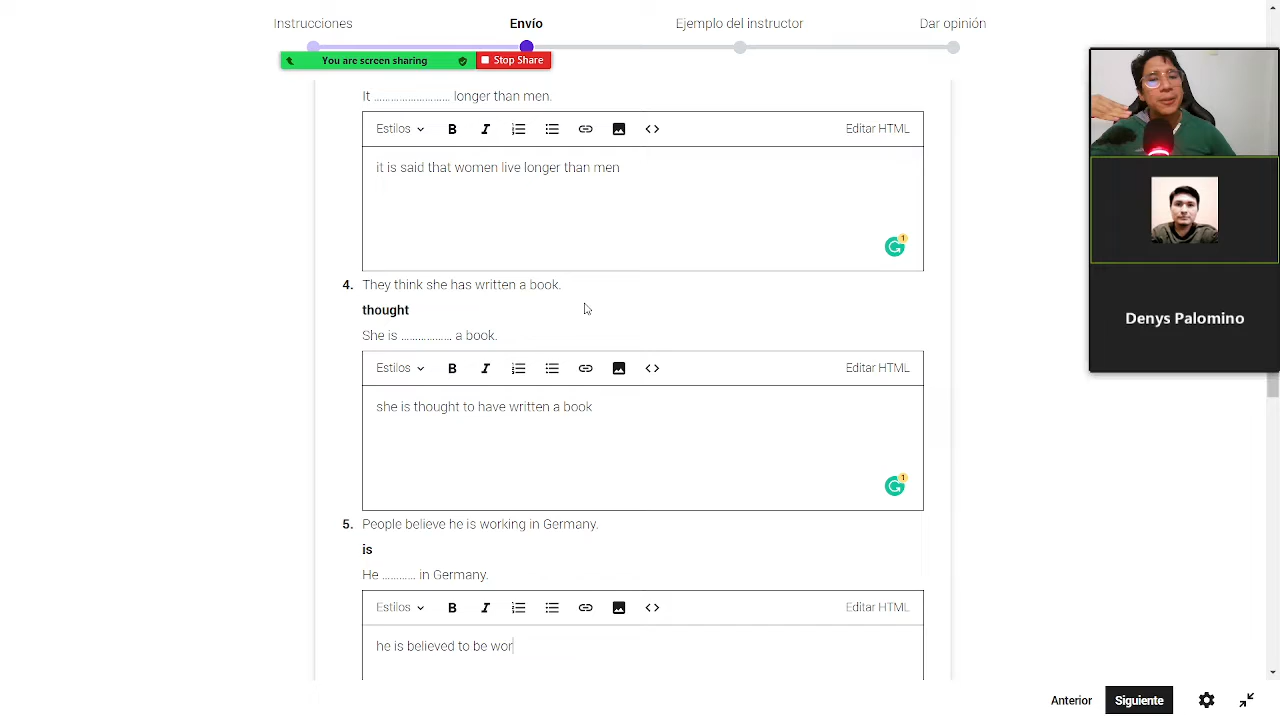 Instrucciones
Envío
Ejemplo del instructor
Dar opinión
You are screen sharing
Stop Share
It ......................... longer than men.
Estilos
B
I
Editar HTML
it is said that women live longer than men
1
4. They think she has written a book.
thought
She is ................. a book.
Estilos
B
I
Editar HTML
she is thought to have written a book
1
5. People believe he is working in Germany.
is
He ............ in Germany.
Estilos
B
I
Editar HTML
he is believed to be wor
Denys Palomino
Anterior
Siguiente